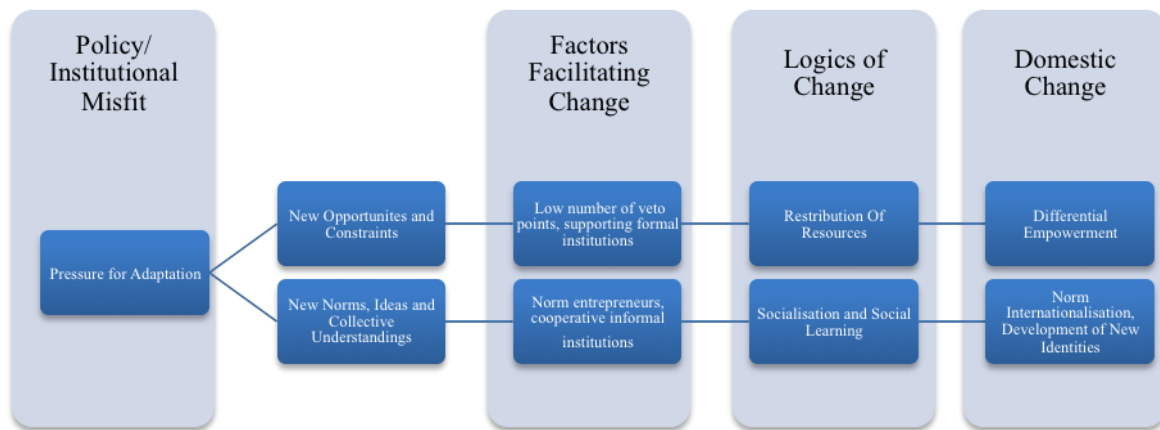 Policy/
Institutional
Misfit
Factors
Facilitating
Change
Logics of
Change
Domestic
Change
Pressure for Adaptation
New Opportunites and
Constraints
Low number of veto
points, supporting formal
institutions
Restribution Of
Resources
Differential
Empowerment
New Norms, Ideas and
Collective
Understandings
Norm entrepreneurs,
cooperative informal
institutions
Socialisation and Social
Learning
Norm
Internationalisation,
Development of New
Identities